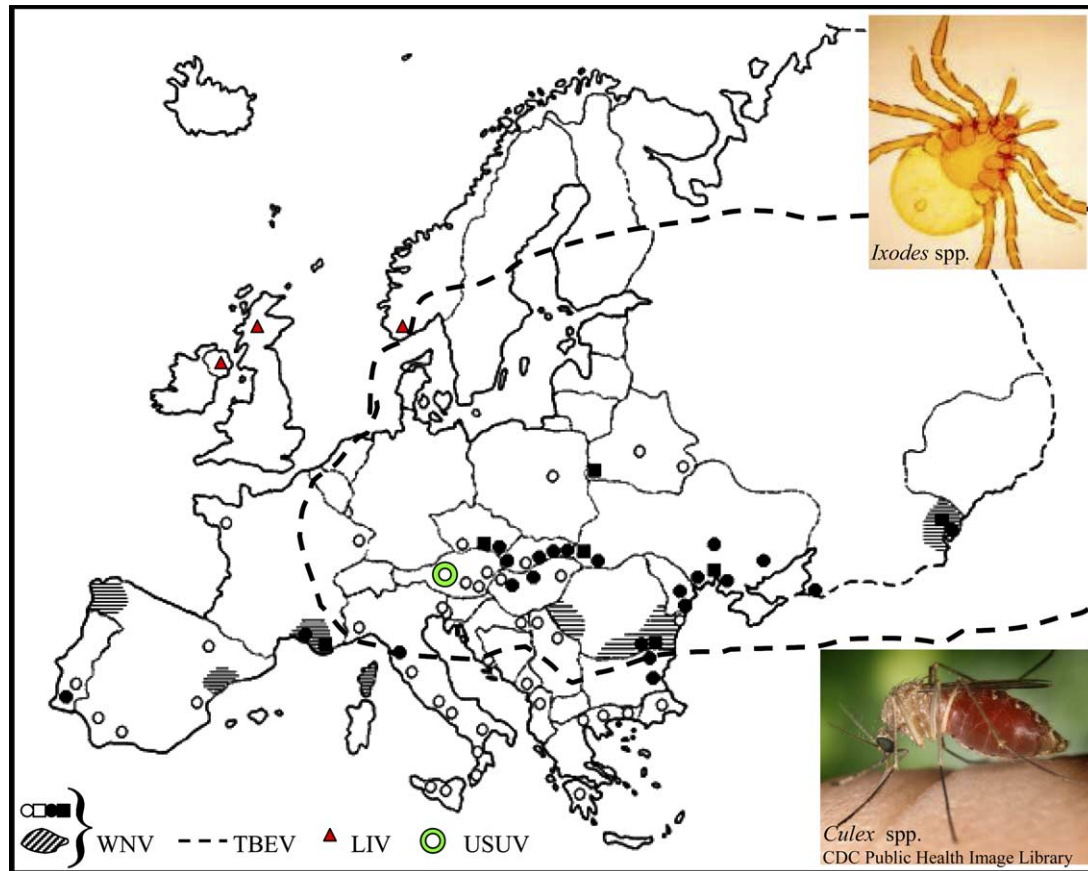 Ixodes spp.
Culex spp.
CDC Public Health Image Library
WNV TBEV LIV USUV